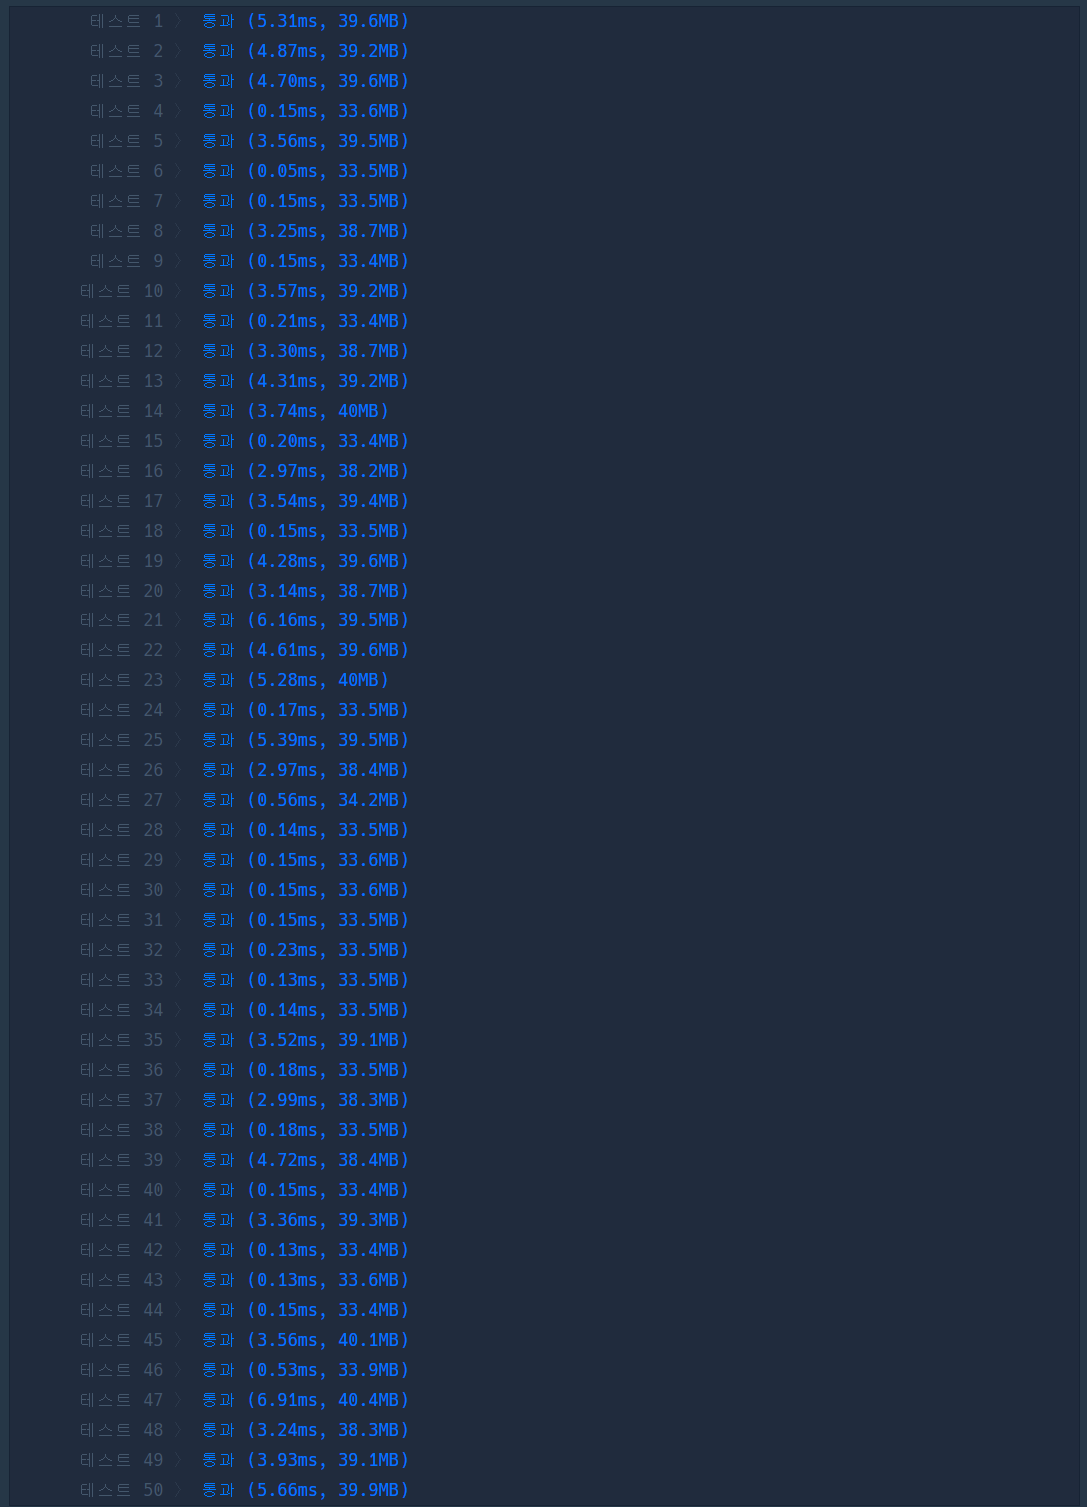 테스트 1 〉 통과 (5.31ms, 39.6MB)
테스트 2 〉 통과 (4.87ms, 39.2MB)
테스트 3 〉 통과 (4.70ms, 39.6MB)
테스트 4 〉 통과 (0.15ms, 33.6MB)
테스트 5 〉 통과 (3.56ms, 39.5MB)
테스트 6 〉 통과 (0.05ms, 33.5MB)
테스트 7 〉 통과 (0.15ms, 33.5MB)
테스트 8 〉 통과 (3.25ms, 38.7MB)
테스트 9 〉 통과 (0.15ms, 33.4MB)
테스트 10 〉 통과 (3.57ms, 39.2MB)
테스트 11 〉 통과 (0.21ms, 33.4MB)
테스트 12 〉 통과 (3.30ms, 38.7MB)
테스트 13 〉 통과 (4.31ms, 39.2MB)
테스트 14 〉 통과 (3.74ms, 40MB)
테스트 15 〉 통과 (0.20ms, 33.4MB)
테스트 16 〉 통과 (2.97ms, 38.2MB)
테스트 17 〉 통과 (3.54ms, 39.4MB)
테스트 18 〉 통과 (0.15ms, 33.5MB)
테스트 19 〉 통과 (4.28ms, 39.6MB)
테스트 20 〉 통과 (3.14ms, 38.7MB)
테스트 21 〉 통과 (6.16ms, 39.5MB)
테스트 22 〉 통과 (4.61ms, 39.6MB)
테스트 23 〉 통과 (5.28ms, 40MB)
테스트 24 〉 통과 (0.17ms, 33.5MB)
테스트 25 〉 통과 (5.39ms, 39.5MB)
테스트 26 〉 통과 (2.97ms, 38.4MB)
테스트 27 〉 통과 (0.56ms, 34.2MB)
테스트 28 〉 통과 (0.14ms, 33.5MB)
테스트 29 〉 통과 (0.15ms, 33.6MB)
테스트 30 〉 통과 (0.15ms, 33.6MB)
테스트 31 〉 통과 (0.15ms, 33.5MB)
테스트 32 〉 통과 (0.23ms, 33.5MB)
테스트 33 〉 통과 (0.13ms, 33.5MB)
테스트 34 〉 통과 (0.14ms, 33.5MB)
테스트 35 〉 통과 (3.52ms, 39.1MB)
테스트 36 〉 통과 (0.18ms, 33.5MB)
테스트 37 〉 통과 (2.99ms, 38.3MB)
테스트 38 〉 통과 (0.18ms, 33.5MB)
테스트 39 〉 통과 (4.72ms, 38.4MB)
테스트 40 〉 통과 (0.15ms, 33.4MB)
테스트 41 〉 통과 (3.36ms, 39.3MB)
테스트 42 〉 통과 (0.13ms, 33.4MB)
테스트 43 〉 통과 (0.13ms, 33.6MB)
테스트 44 〉 통과 (0.15ms, 33.4MB)
테스트 45 〉 통과 (3.56ms, 40.1MB)
테스트 46 〉 통과 (0.53ms, 33.9MB)
테스트 47 〉 통과 (6.91ms, 40.4MB)
테스트 48 〉 통과 (3.24ms, 38.3MB)
테스트 49 〉 통과 (3.93ms, 39.1MB)
테스트 50 〉 통과 (5.66ms, 39.9MB)